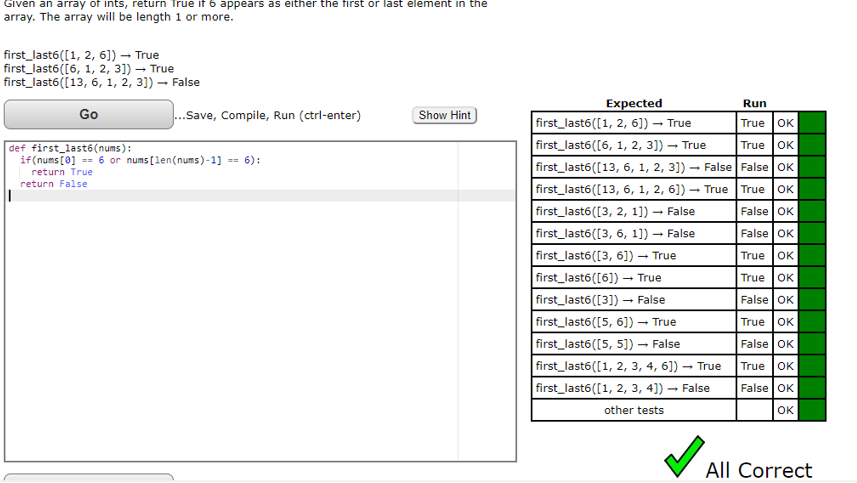 Given an array of ints, return True if 6 appears as either the first or last element in the
array. The array will be length 1 or more.
first_last6([1, 2, 6]) → True
first_last6([6, 1, 2, 3]) → True
first_last6([13, 6, 1, 2, 3]) → False
Go
...Save, Compile, Run (ctrl-enter)
Show Hint
def first_last6(nums):
  if(nums[0] == 6 or nums[len(nums)-1] == 6):
    return True
  return False
Expected Run
first_last6([1, 2, 6]) → True True OK
first_last6([6, 1, 2, 3]) → True True OK
first_last6([13, 6, 1, 2, 3]) → False False OK
first_last6([13, 6, 1, 2, 6]) → True True OK
first_last6([3, 2, 1]) → False False OK
first_last6([3, 6, 1]) → False False OK
first_last6([3, 6]) → True True OK
first_last6([6]) → True True OK
first_last6([3]) → False False OK
first_last6([5, 6]) → True True OK
first_last6([5, 5]) → False False OK
first_last6([1, 2, 3, 4, 6]) → True True OK
first_last6([1, 2, 3, 4]) → False False OK
other tests OK
All Correct